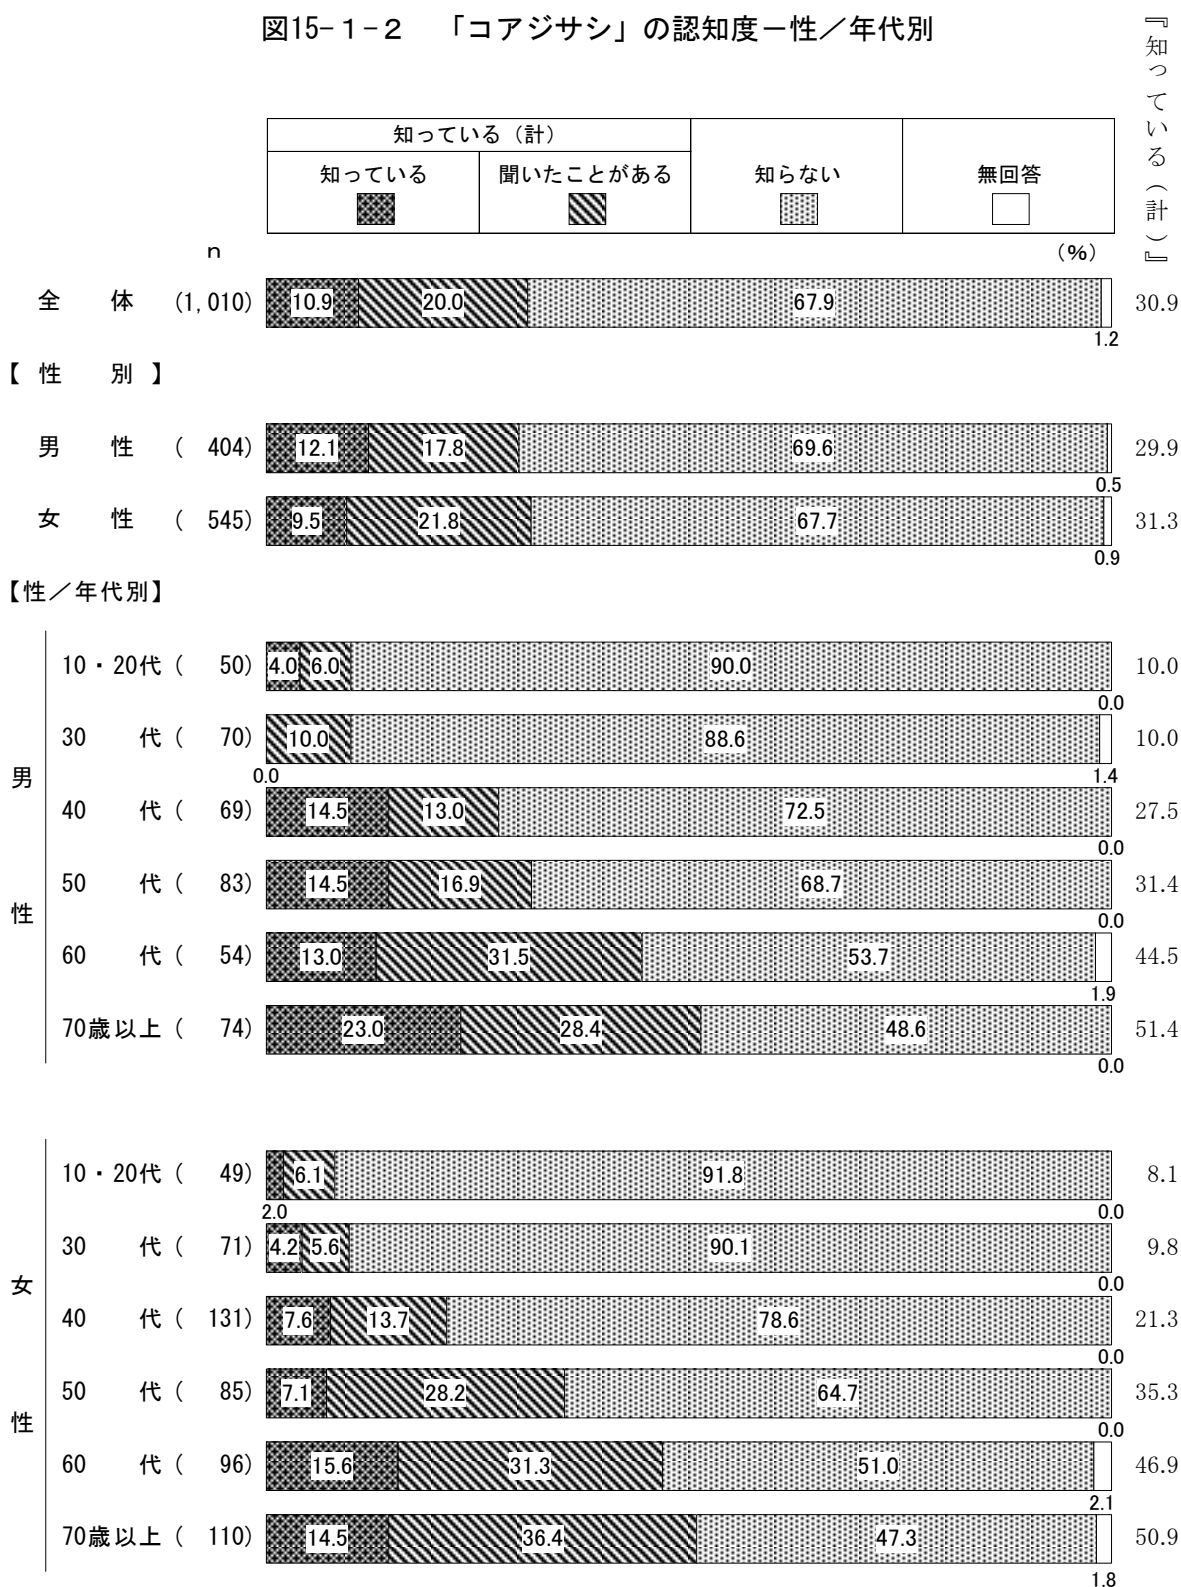 図15-1-2 「コアジサシ」の認知度－性／年代別
『知っている（計）』
知っている（計）
知っている 聞いたことがある 知らない 無回答
n (%)
全 体 (1,010) 10.9 20.0 67.9 30.9
1.2
【 性 別 】
男 性 ( 404) 12.1 17.8 69.6 29.9
0.5
女 性 ( 545) 9.5 21.8 67.7 31.3
0.9
【性／年代別】
男性
10・20代 ( 50) 4.0 6.0 90.0 10.0
0.0
30 代 ( 70) 10.0 88.6 10.0
0.0 1.4
40 代 ( 69) 14.5 13.0 72.5 27.5
0.0
50 代 ( 83) 14.5 16.9 68.7 31.4
0.0
60 代 ( 54) 13.0 31.5 53.7 44.5
1.9
70歳以上 ( 74) 23.0 28.4 48.6 51.4
0.0
女性
10・20代 ( 49) 6.1 91.8 8.1
2.0 0.0
30 代 ( 71) 4.2 5.6 90.1 9.8
0.0
40 代 ( 131) 7.6 13.7 78.6 21.3
0.0
50 代 ( 85) 7.1 28.2 64.7 35.3
0.0
60 代 ( 96) 15.6 31.3 51.0 46.9
2.1
70歳以上 ( 110) 14.5 36.4 47.3 50.9
1.8